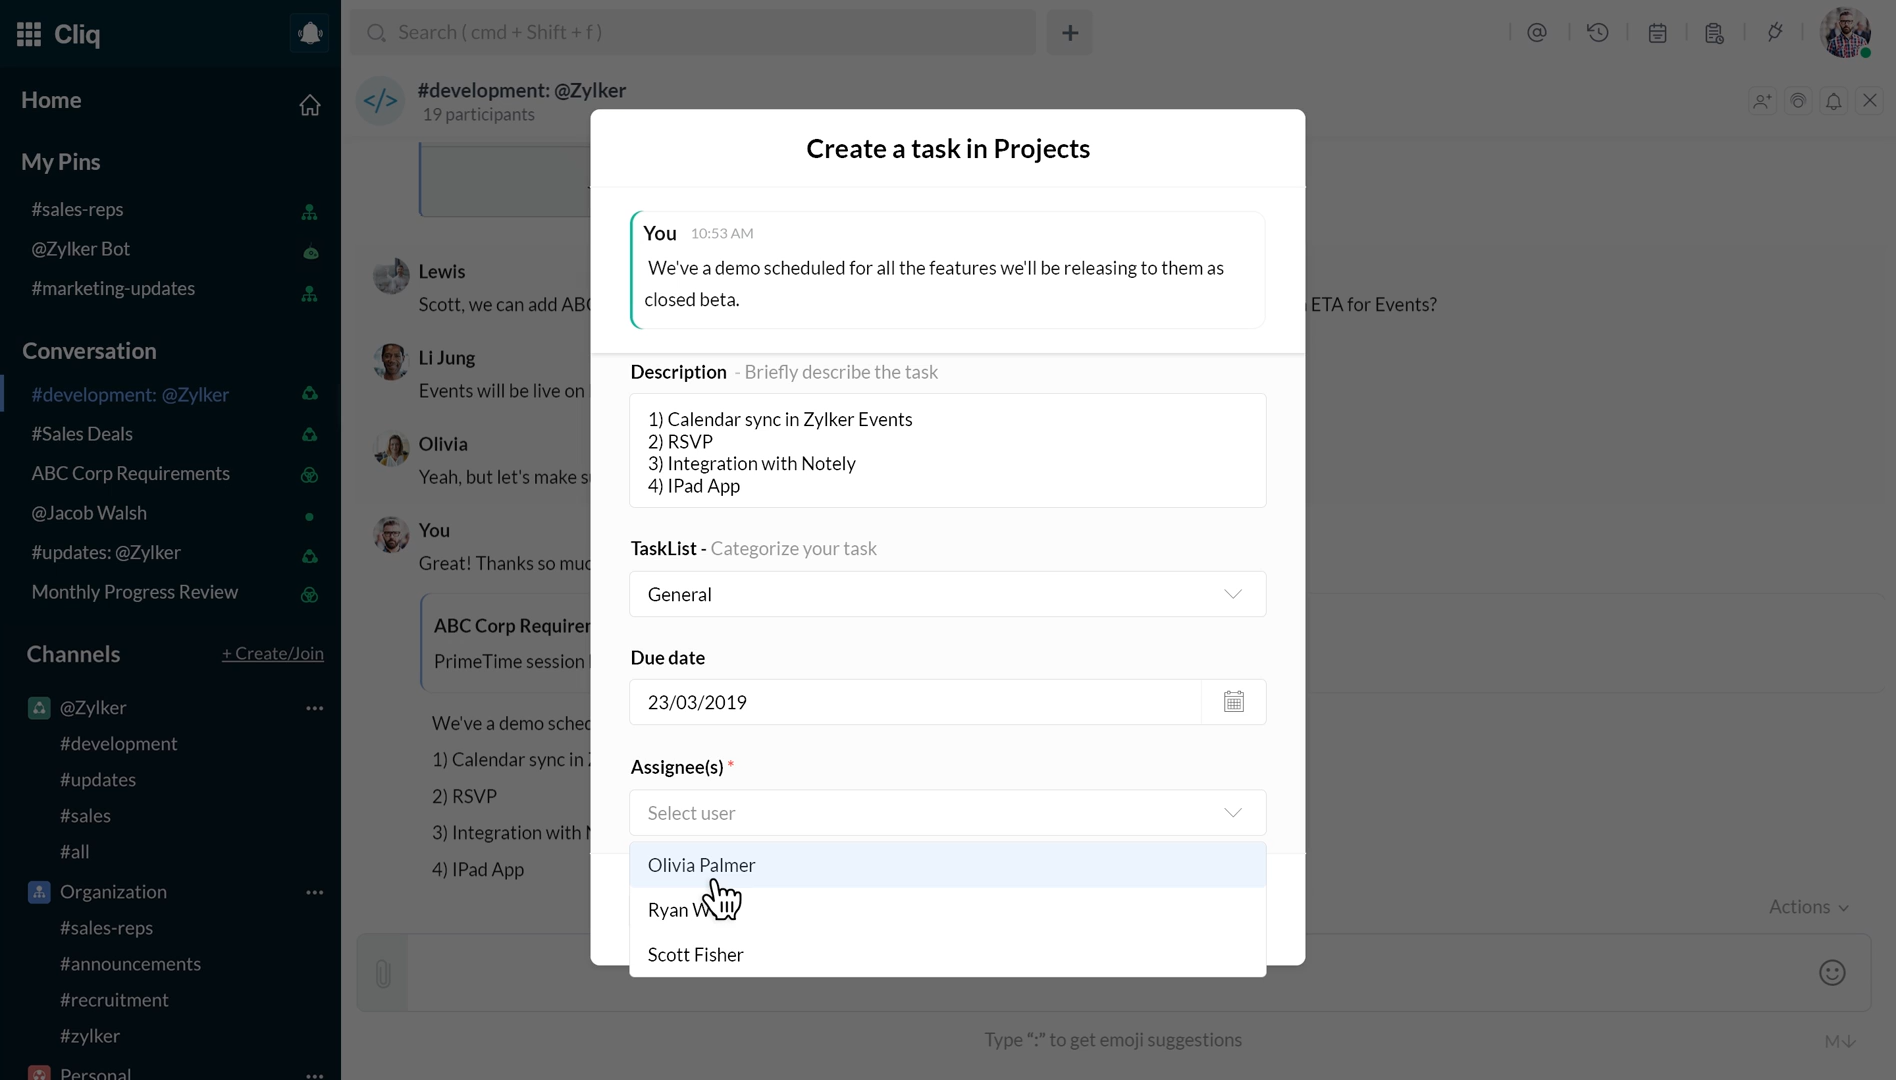 Cliq
Search ( cmd + Shift + f )
Home
My Pins
#sales-reps
@Zylker Bot
#marketing-updates
Conversation
#development: @Zylker
#Sales Deals
ABC Corp Requirements
@Jacob Walsh
#updates: @Zylker
Monthly Progress Review
Channels
+ Create/Join
@Zylker
#development
#updates
#sales
#all
Organization
#sales-reps
#announcements
#recruitment
#zylker
Personal
#development: @Zylker
19 participants
Lewis
Scott, we can add ABC
ETA for Events?
Li Jung
Events will be live on
Olivia
Yeah, but let's make s
You
Great! Thanks so muc
ABC Corp Requirer
PrimeTime session
We've a demo sched
1) Calendar sync in
2) RSVP
3) Integration with
4) IPad App
Create a task in Projects
You 10:53 AM
We've a demo scheduled for all the features we'll be releasing to them as
closed beta.
Description - Briefly describe the task
1) Calendar sync in Zylker Events
2) RSVP
3) Integration with Notely
4) IPad App
TaskList - Categorize your task
General
Due date
23/03/2019
Assignee(s) *
Select user
Olivia Palmer
Ryan
Scott Fisher
Actions
Type “:” to get emoji suggestions
M↓